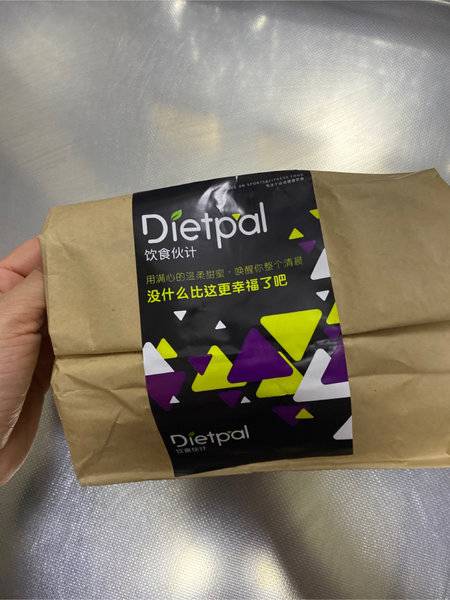 Dietpal
饮食伙计
用满心的温柔甜蜜，唤醒你整个清晨
没什么比这更幸福了吧
Dietpal
饮食伙计